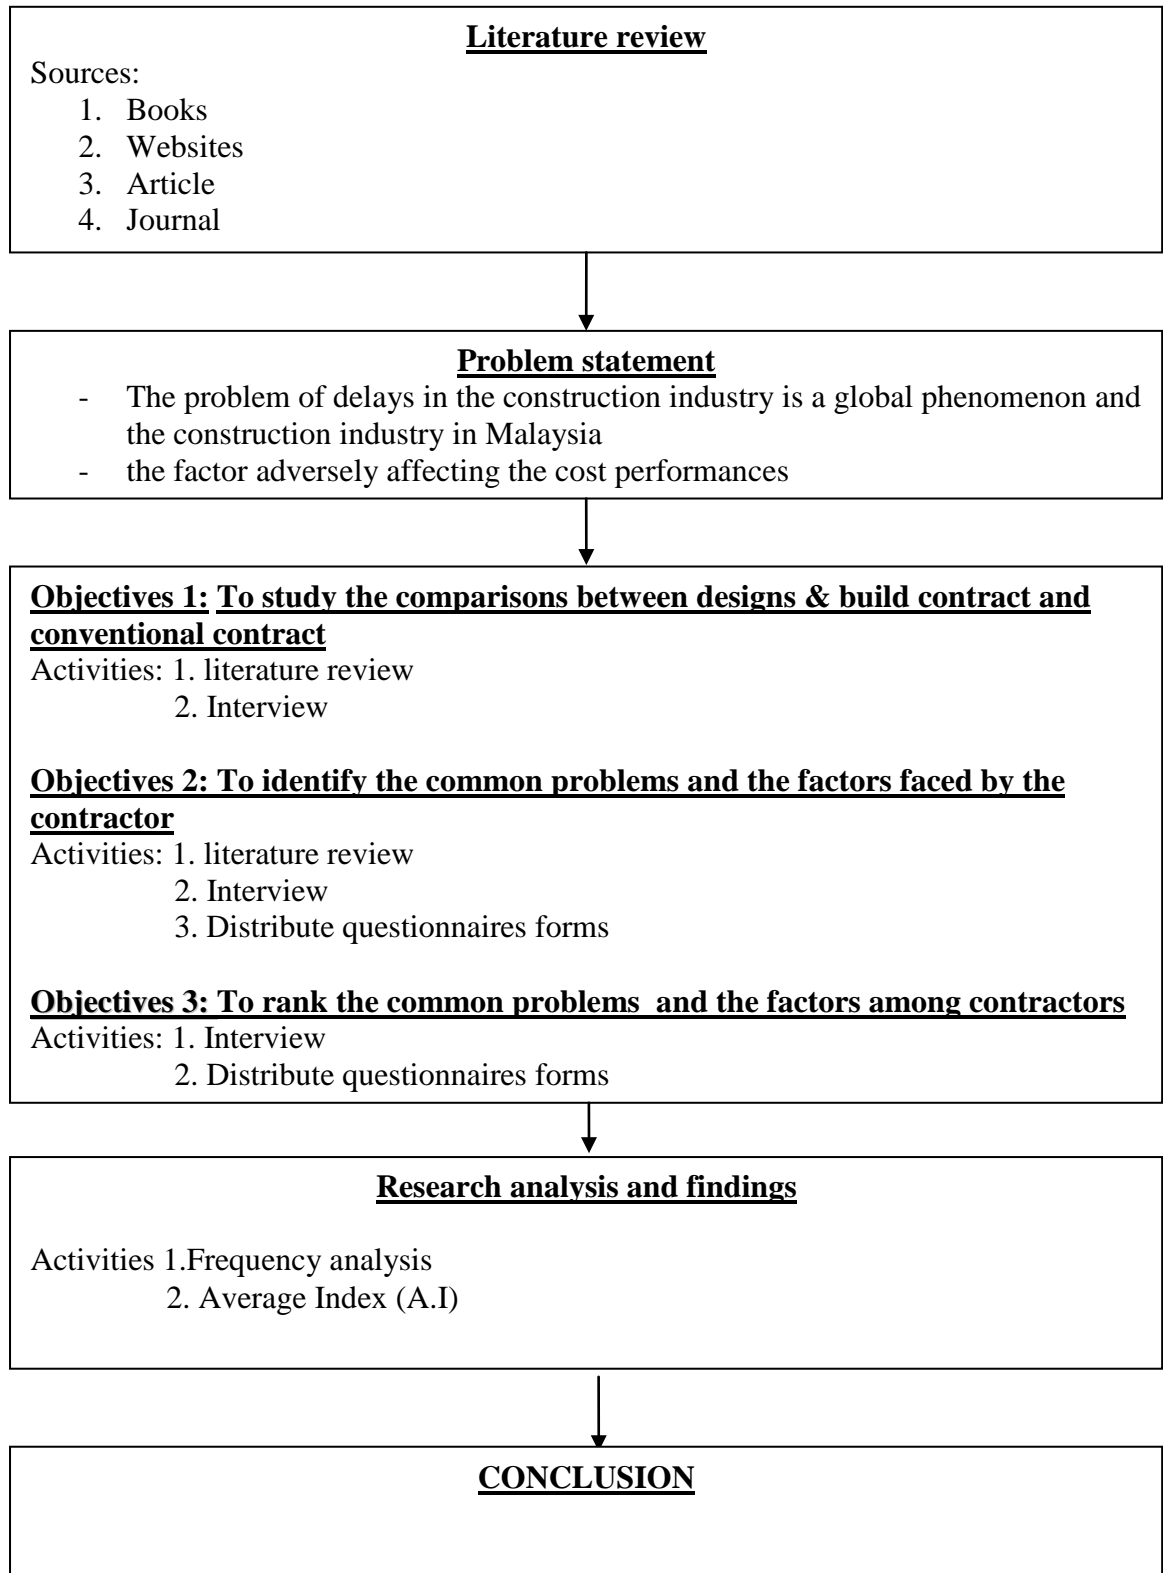 Literature review
Sources:
1. Books
2. Websites
3. Article
4. Journal
Problem statement
- The problem of delays in the construction industry is a global phenomenon and
the construction industry in Malaysia
- the factor adversely affecting the cost performances
Objectives 1: To study the comparisons between designs & build contract and
conventional contract
Activities: 1. literature review
2. Interview
Objectives 2: To identify the common problems and the factors faced by the
contractor
Activities: 1. literature review
2. Interview
3. Distribute questionnaires forms
Objectives 3: To rank the common problems and the factors among contractors
Activities: 1. Interview
2. Distribute questionnaires forms
Research analysis and findings
Activities 1.Frequency analysis
2. Average Index (A.I)
CONCLUSION